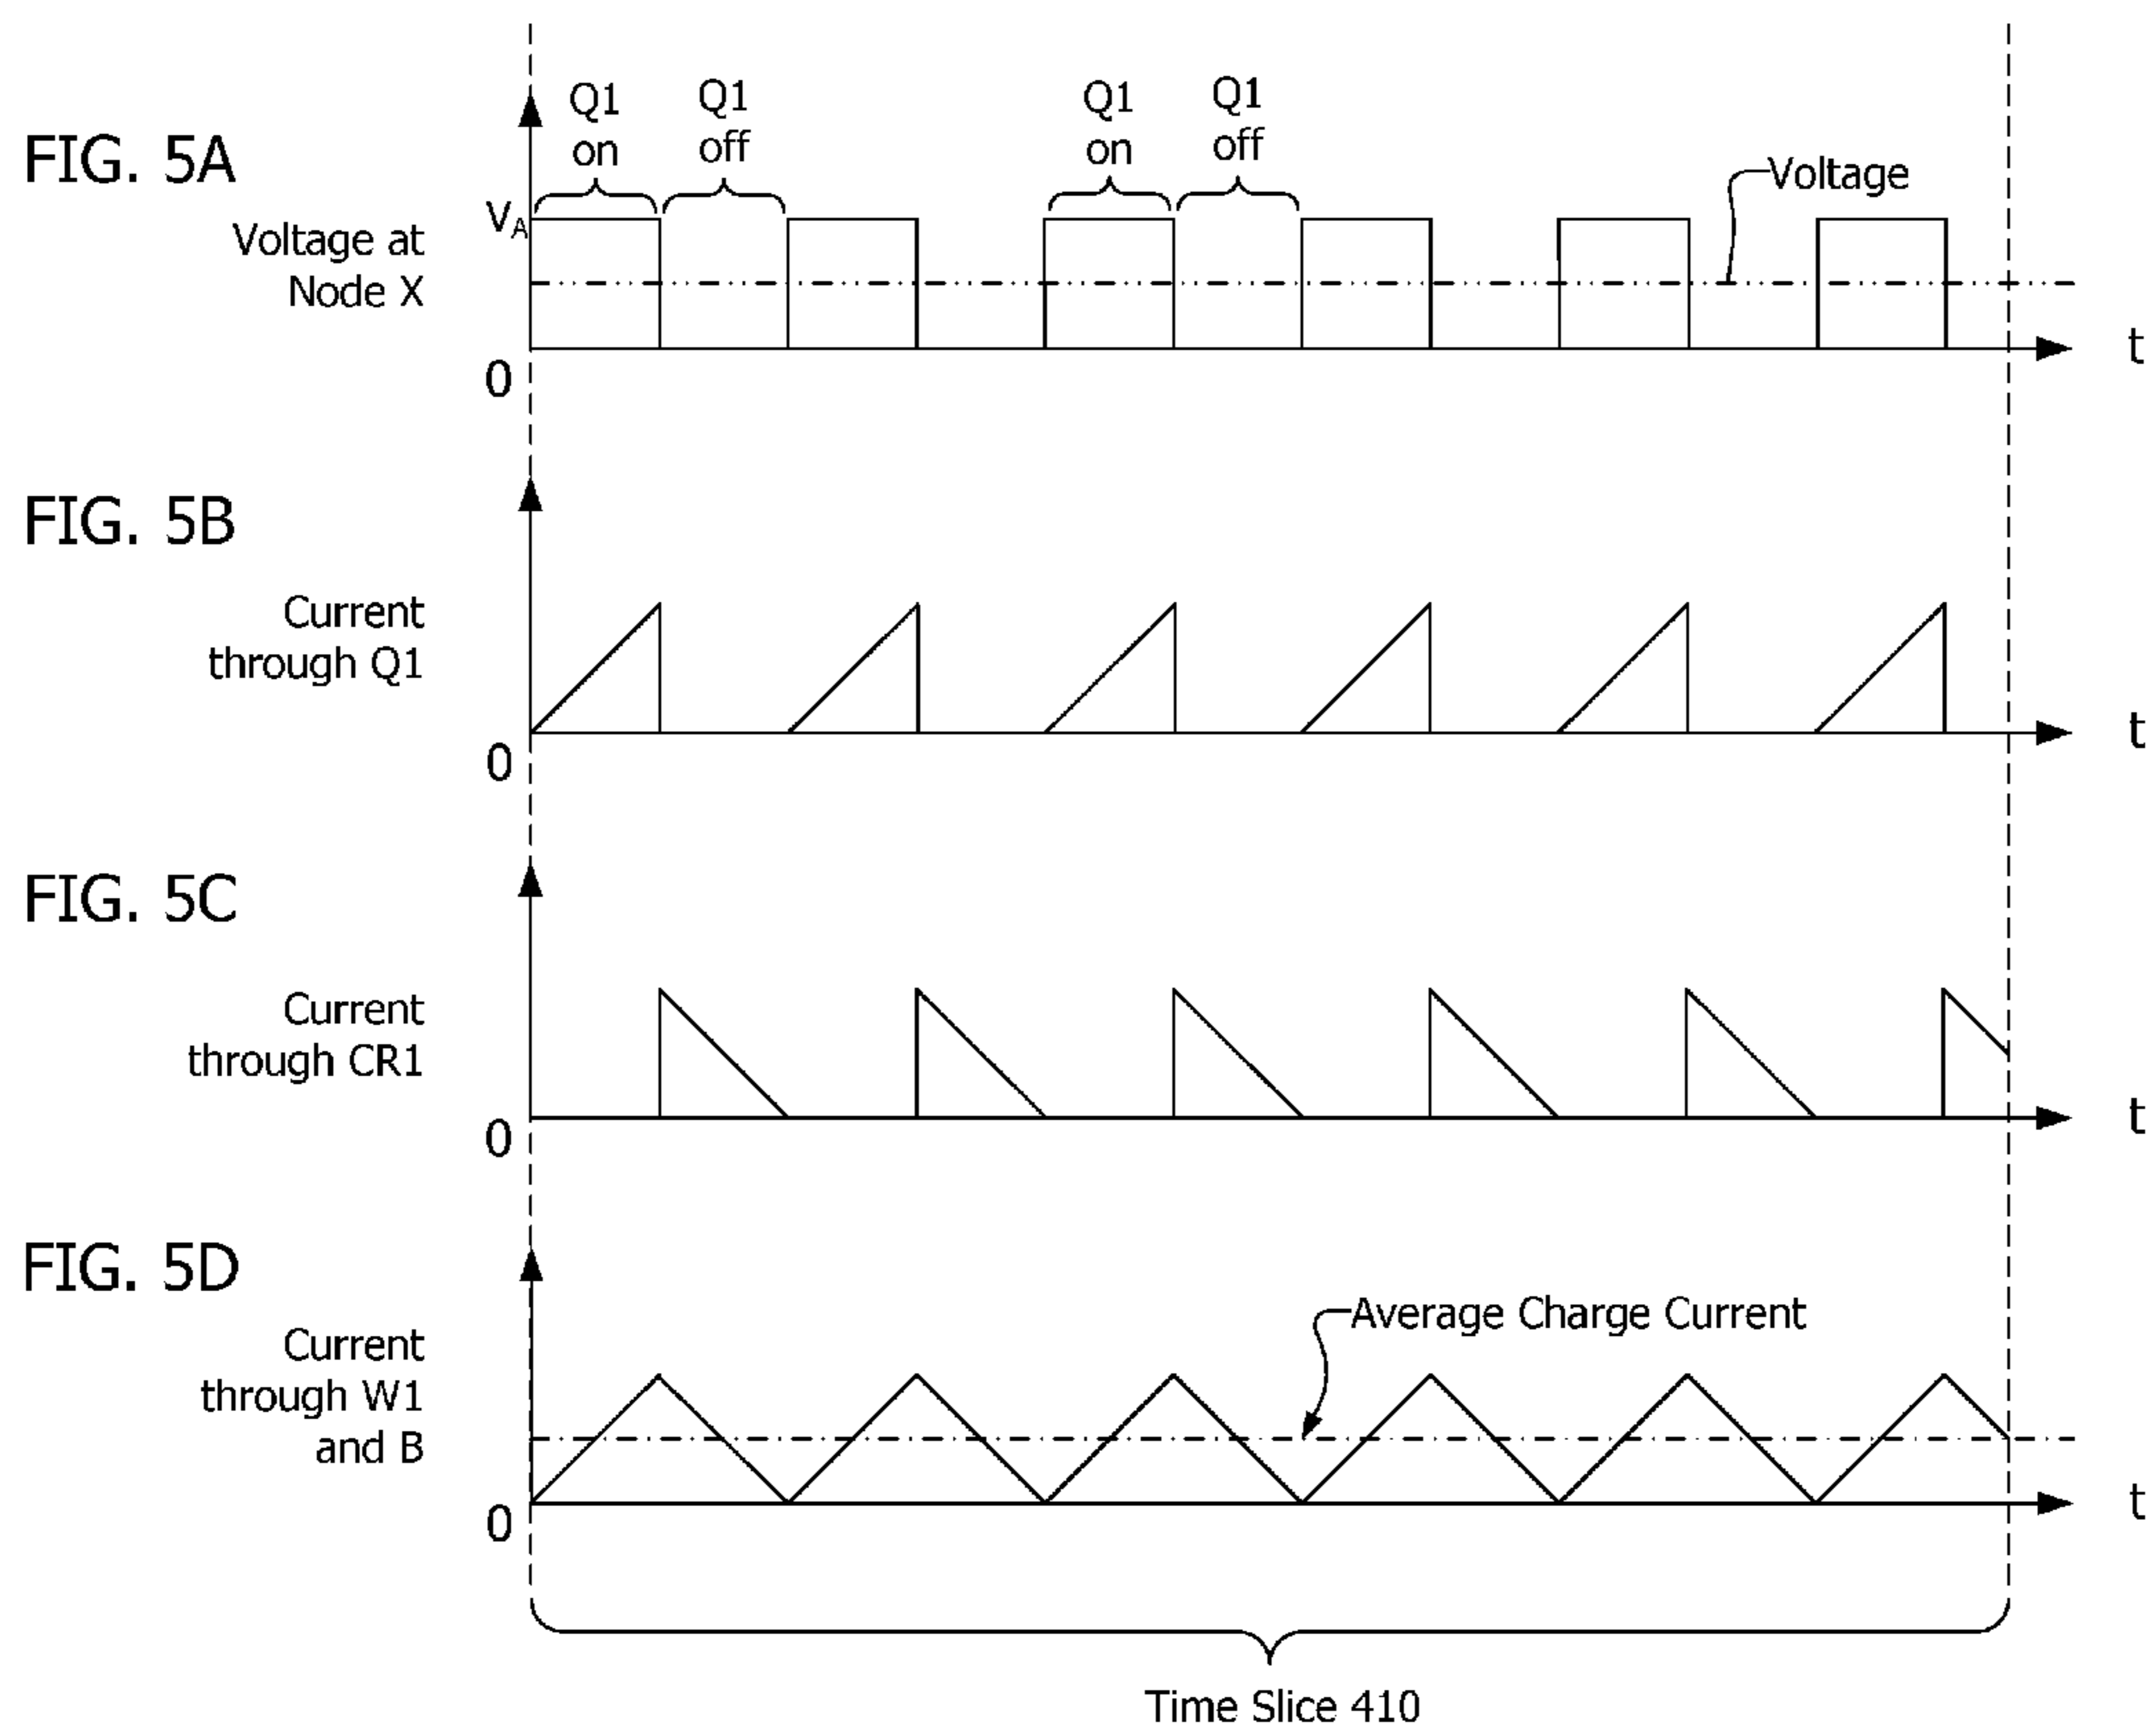 FIG. 5A
Voltage at
Node X
VA
0
Q1
on
Q1
off
Q1
on
Q1
off
Voltage
t
FIG. 5B
Current
through Q1
0
t
FIG. 5C
Current
through CR1
0
t
FIG. 5D
Current
through W1
and B
0
Average Charge Current
t
Time Slice 410